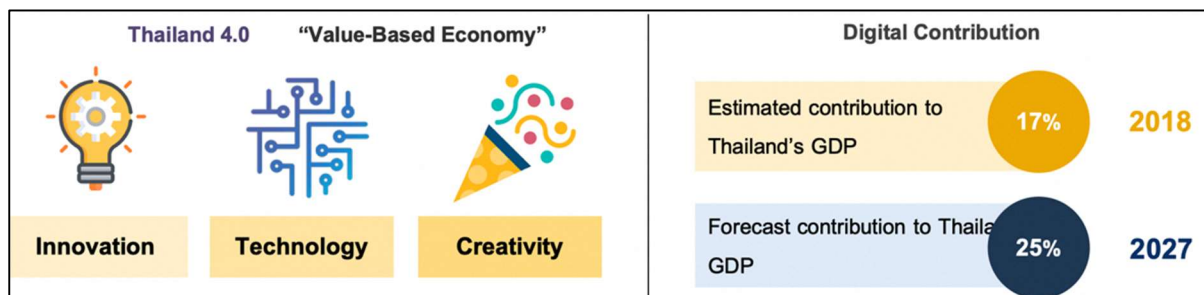 Thailand 4.0 “Value-Based Economy”
Innovation
Technology
Creativity
Digital Contribution
Estimated contribution to
Thailand’s GDP
17%
2018
Forecast contribution to
GDP
25%
2027